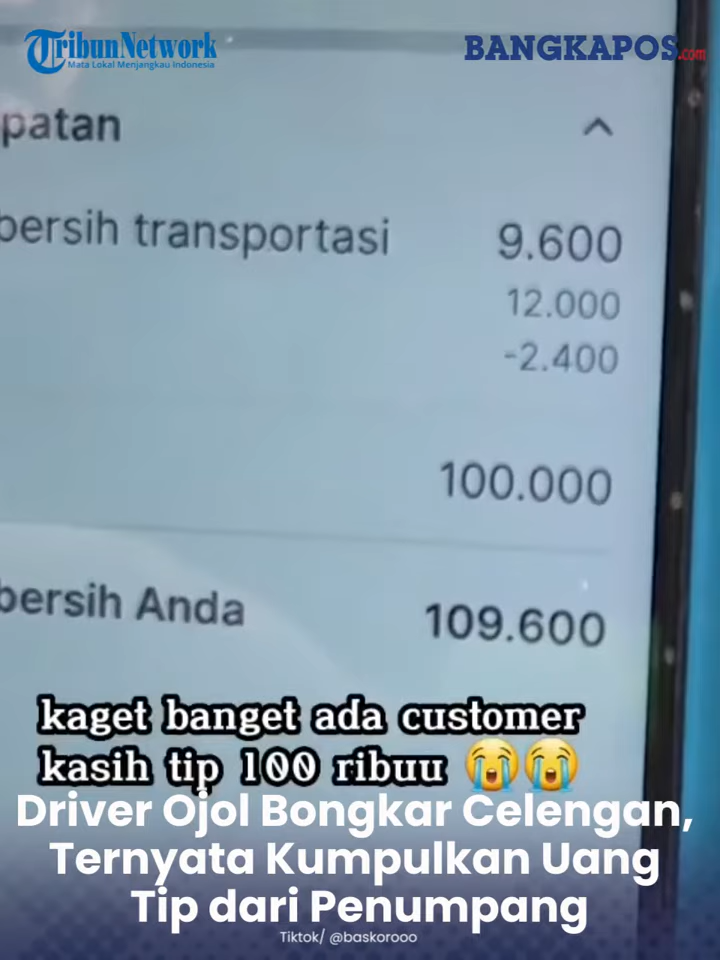 TribunNetwork
Mata Lokal Menjangkau Indonesia
BANGKAPOS.com
patan
bersih transportasi 9.600
12.000
-2.400
100.000
bersih Anda 109.600
kaget banget ada customer
kasih tip 100 ribuu 😭😭
Driver Ojol Bongkar Celengan,
Ternyata Kumpulkan Uang
Tip dari Penumpang
Tiktok/ @baskorooo